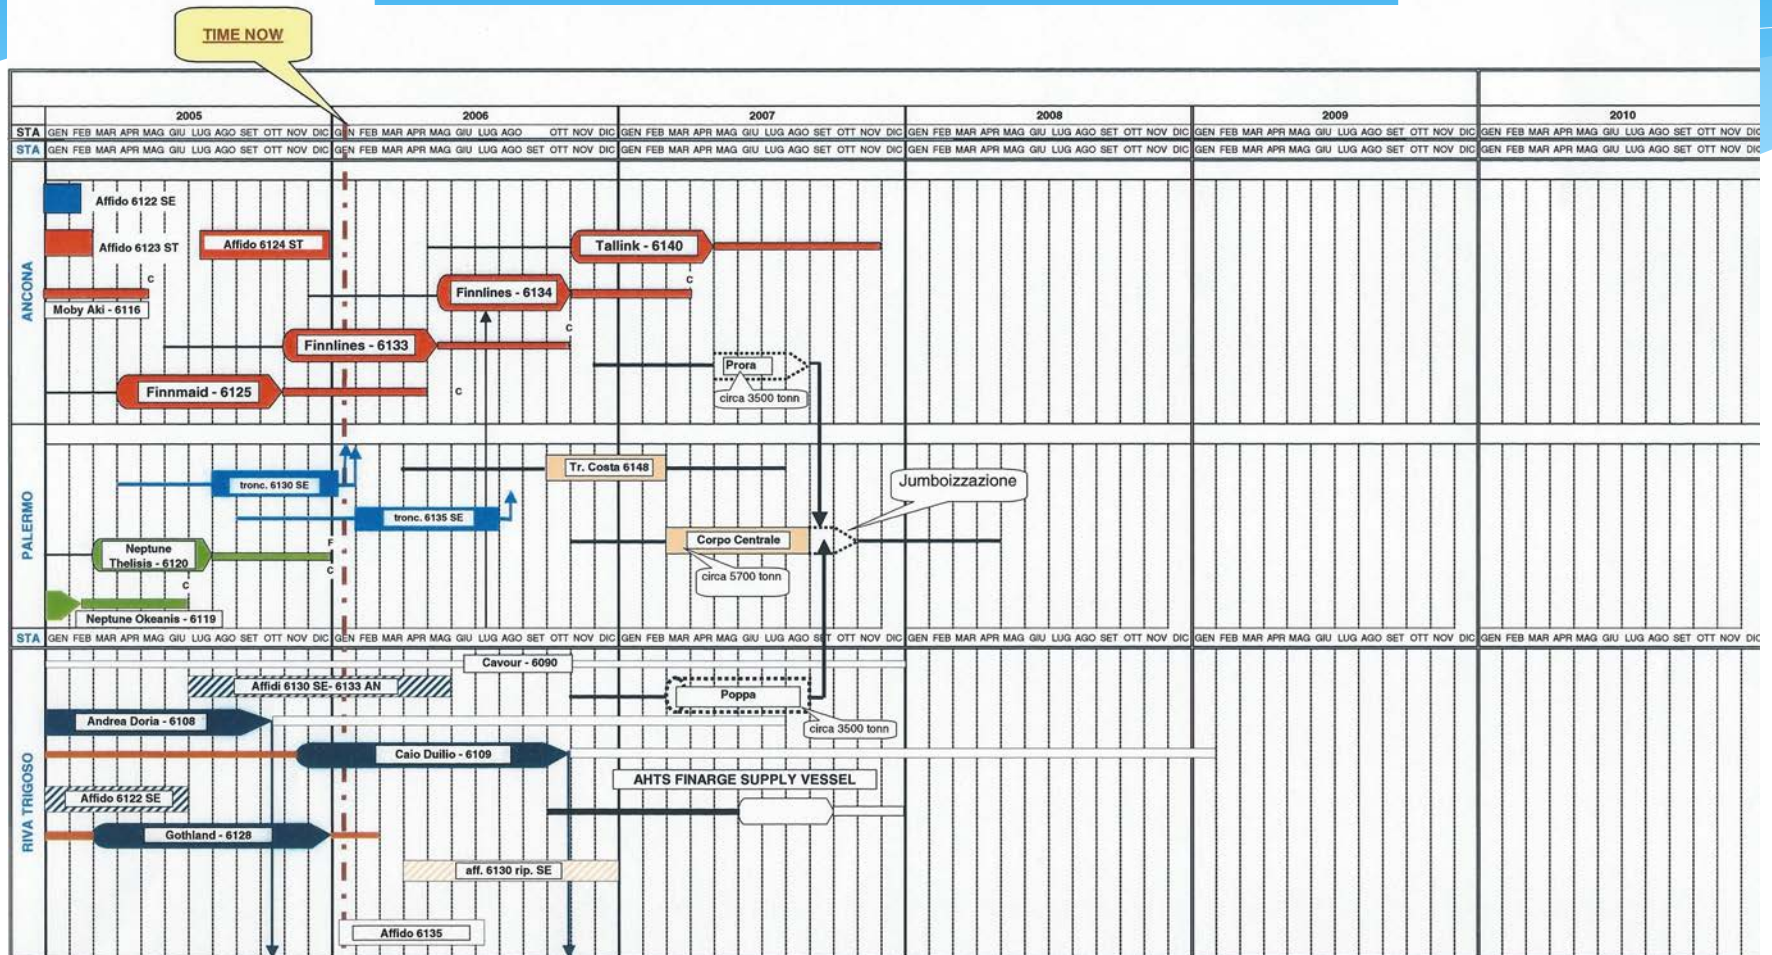 TIME NOW
2005 2006 2007 2008 2009 2010
STA GEN FEB MAR APR MAG GIU LUG AGO SET OTT NOV DIC GEN FEB MAR APR MAG GIU LUG AGO OTT NOV DIC GEN FEB MAR APR MAG GIU LUG AGO SET OTT NOV DIC GEN FEB MAR APR MAG GIU LUG AGO SET OTT NOV DIC GEN FEB MAR APR MAG GIU LUG AGO SET OTT NOV DIC GEN FEB MAR APR MAG GIU LUG AGO SET OTT NOV DIC
STA GEN FEB MAR APR MAG GIU LUG AGO SET OTT NOV DIC GEN FEB MAR APR MAG GIU LUG AGO SET OTT NOV DIC GEN FEB MAR APR MAG GIU LUG AGO SET OTT NOV DIC GEN FEB MAR APR MAG GIU LUG AGO SET OTT NOV DIC GEN FEB MAR APR MAG GIU LUG AGO SET OTT NOV DIC GEN FEB MAR APR MAG GIU LUG AGO SET OTT NOV DIC
ANCONA
Affido 6122 SE
Affido 6123 ST
Affido 6124 ST
Tallink - 6140
C
C
Finnlines - 6134
Moby Aki - 6116
C
Finnlines - 6133
Prora
Finnmaid - 6125
C
circa 3500 tonn
PALERMO
Tr. Costa 6148
Jumboizzazione
tronc. 6130 SE
tronc. 6135 SE
Corpo Centrale
F
Neptune
Thelisis - 6120
C
circa 5700 tonn
C
Neptune Okeanis - 6119
STA GEN FEB MAR APR MAG GIU LUG AGO SET OTT NOV DIC GEN FEB MAR APR MAG GIU LUG AGO SET OTT NOV DIC GEN FEB MAR APR MAG GIU LUG AGO SET OTT NOV DIC GEN FEB MAR APR MAG GIU LUG AGO SET OTT NOV DIC GEN FEB MAR APR MAG GIU LUG AGO SET OTT NOV DIC GEN FEB MAR APR MAG GIU LUG AGO SET OTT NOV DIC
RIVA TRIGOSO
Cavour - 6090
Affidi 6130 SE- 6133 AN
Poppa
Andrea Doria - 6108
circa 3500 tonn
Caio Duilio - 6109
AHTS FINARGE SUPPLY VESSEL
Affido 6122 SE
Gothland - 6128
aff. 6130 rip. SE
Affido 6135